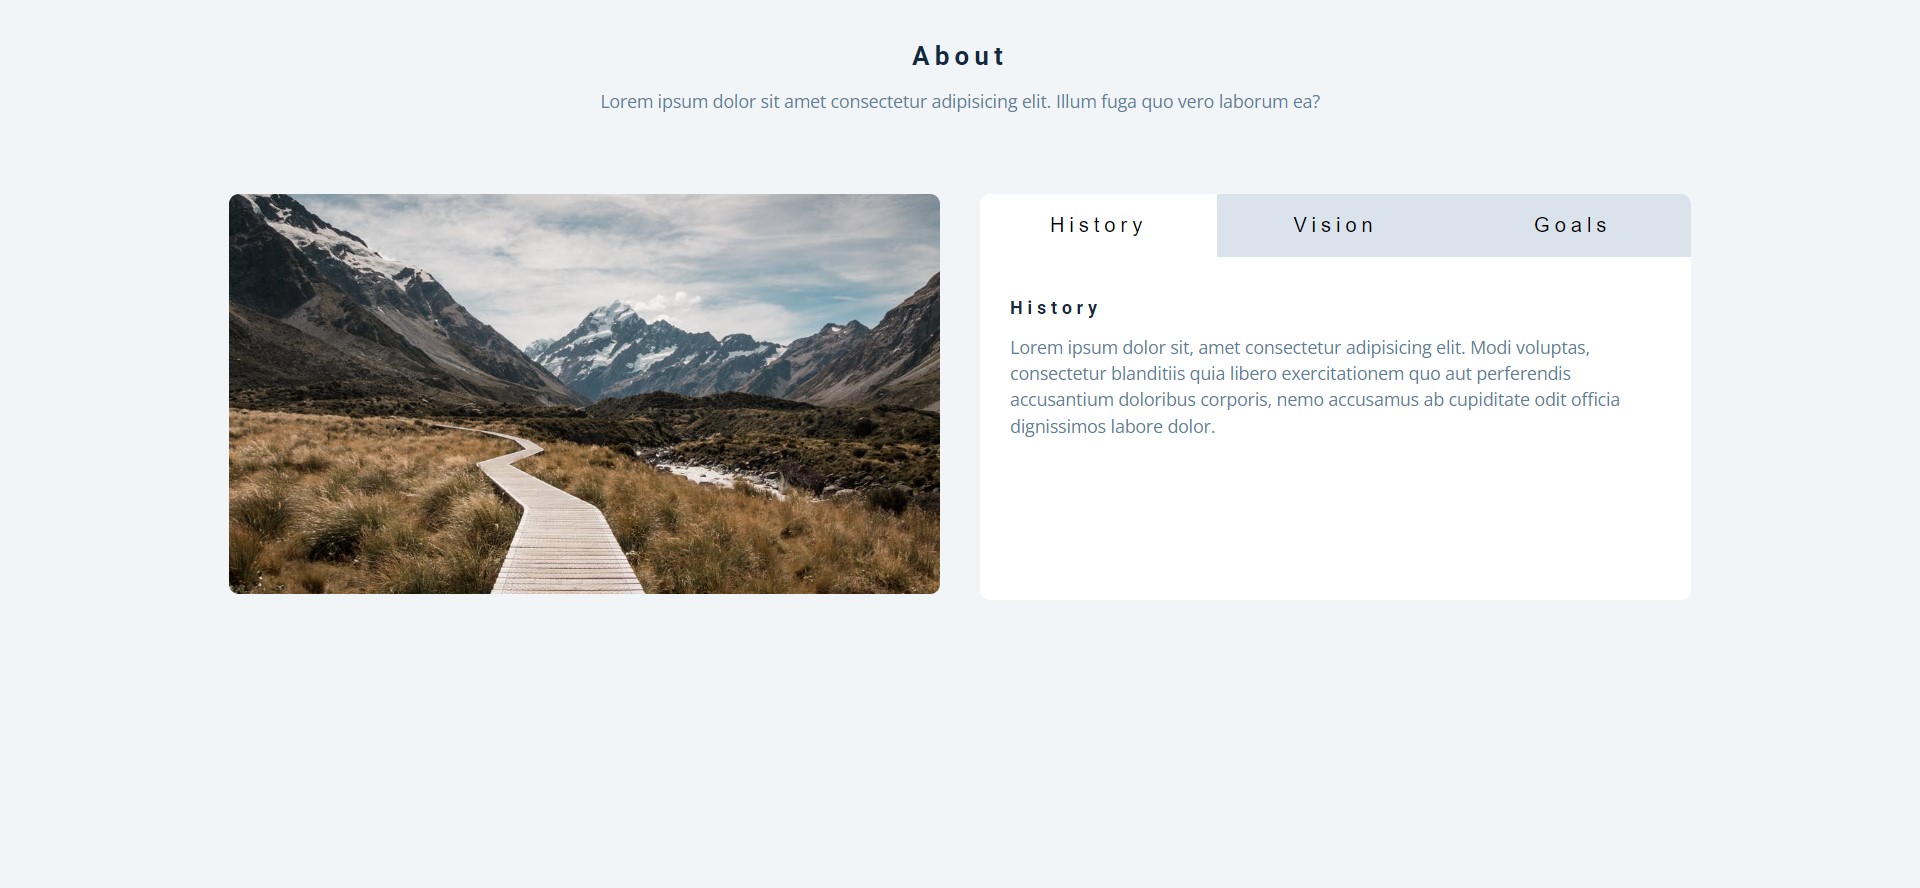 About
Lorem ipsum dolor sit amet consectetur adipisicing elit. Illum fuga quo vero laborum ea?
History Vision Goals
History
Lorem ipsum dolor sit, amet consectetur adipisicing elit. Modi voluptas,
consectetur blanditiis quia libero exercitationem quo aut perferendis
accusantium doloribus corporis, nemo accusamus ab cupiditate odit officia
dignissimos labore dolor.